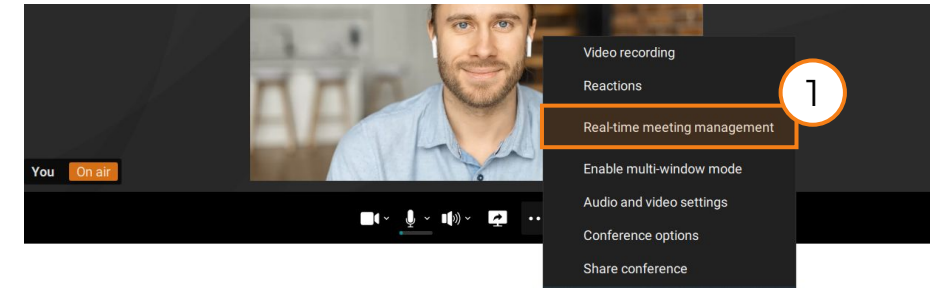 Video recording
Reactions
1
Real-time meeting management
Enable multi-window mode
You On air
Audio and video settings
Conference options
Share conference